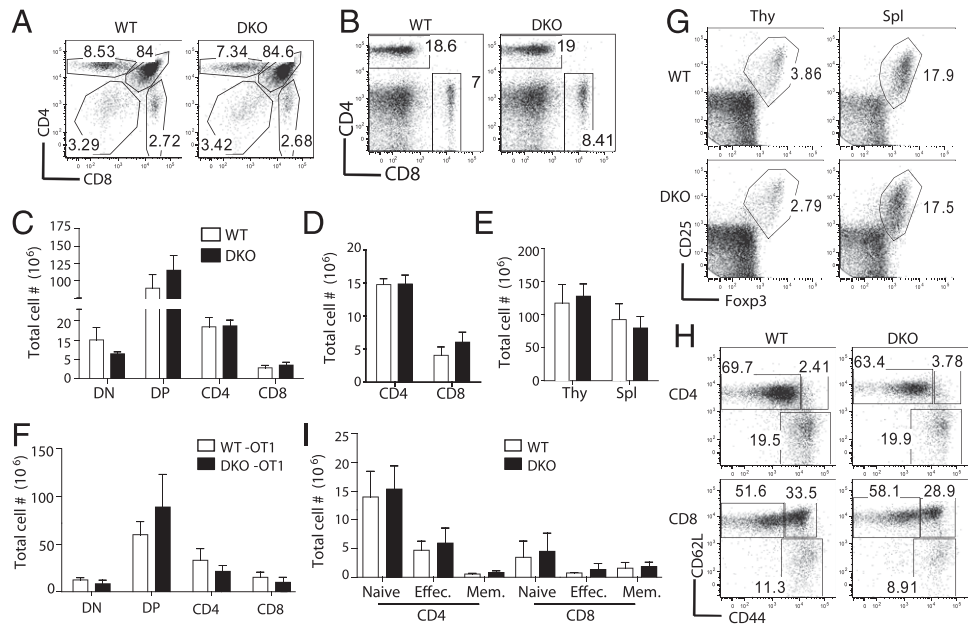 A
WT
DKO
8.53
84
7.34
84.6
3.29
2.72
3.42
2.68
CD4
CD8
B
WT
DKO
18.6
19
7
8.41
CD4
CD8
G
Thy
Spl
WT
3.86
17.9
DKO
2.79
17.5
CD25
Foxp3
C
WT
DKO
Total cell # (10⁶)
175
150
125
100
20
15
5
0
DN
DP
CD4
CD8
D
Total cell # (10⁶)
20
15
10
5
0
CD4
CD8
E
Total cell # (10⁶)
200
150
100
50
0
Thy
Spl
H
WT
DKO
CD4
69.7
2.41
63.4
3.78
19.5
19.9
CD8
51.6
33.5
58.1
28.9
11.3
8.91
CD62L
CD44
F
WT -OT1
DKO -OT1
Total cell # (10⁶)
150
100
50
0
DN
DP
CD4
CD8
I
WT
DKO
Total cell # (10⁶)
25
20
15
10
5
0
Naive
Effec.
Mem.
Naive
Effec.
Mem.
CD4
CD8